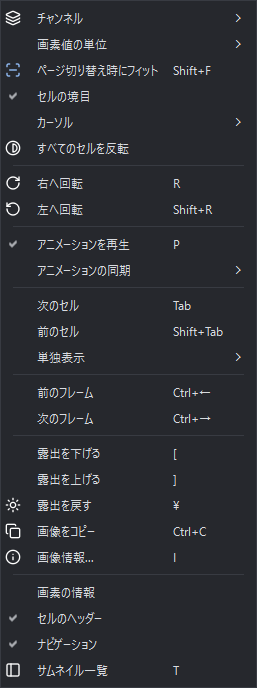 チャンネル
画素値の単位
ページ切り替え時にフィット Shift+F
セルの境目
カーソル
すべてのセルを反転
右へ回転 R
左へ回転 Shift+R
アニメーションを再生 P
アニメーションの同期
次のセル Tab
前のセル Shift+Tab
単独表示
前のフレーム Ctrl+←
次のフレーム Ctrl+→
露出を下げる [
露出を上げる ]
露出を戻す ¥
画像をコピー Ctrl+C
画像情報... I
画素の情報
セルのヘッダー
ナビゲーション
サムネイル一覧 T